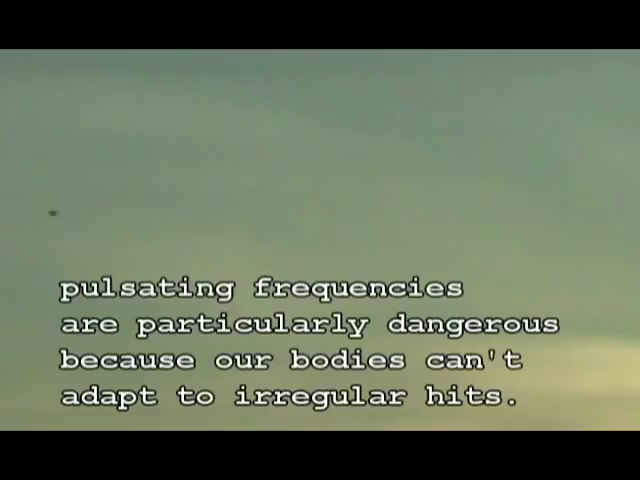 pulsating frequencies
are particularly dangerous
because our bodies can't
adapt to irregular hits.